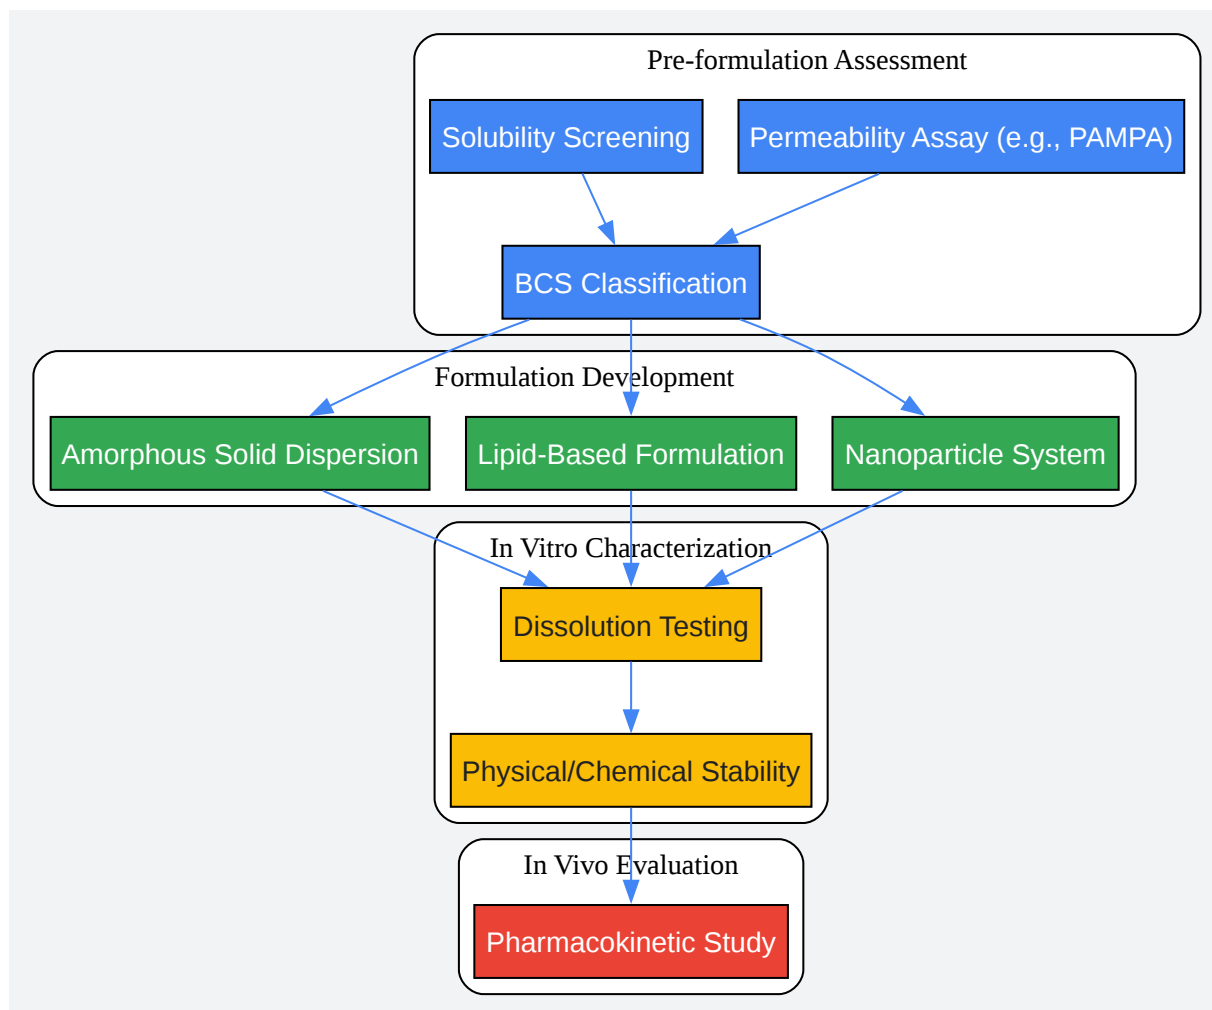 Pre-formulation Assessment
Solubility Screening
Permeability Assay (e.g., PAMPA)
BCS Classification
Formulation Development
Amorphous Solid Dispersion
Lipid-Based Formulation
Nanoparticle System
In Vitro Characterization
Dissolution Testing
Physical/Chemical Stability
In Vivo Evaluation
Pharmacokinetic Study